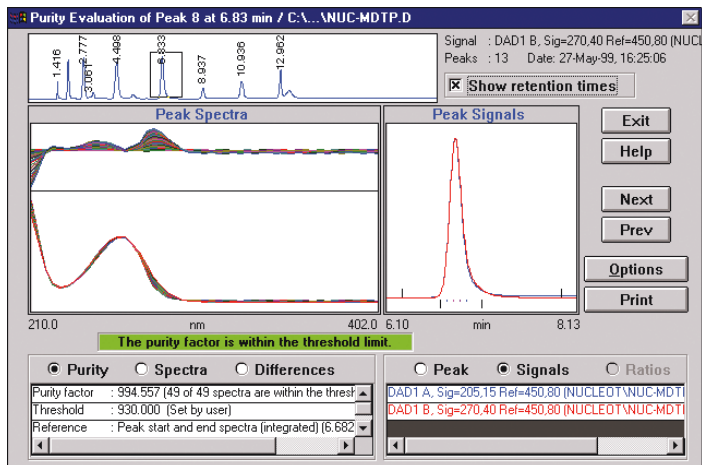 Purity Evaluation of Peak 8 at 6.83 min / C:\...\NUC-MDTP.D
Signal : DAD1 B, Sig=270,40 Ref=450,80 (NUCL
Peaks : 13 Date: 27-May-99, 16:25:06
Show retention times
1.416
2.777
3.061
4.498
6.833
8.937
10.936
12.962
Peak Spectra
Peak Signals
Exit
Help
Next
Prev
Options
Print
210.0 nm 402.0
6.10 min 8.13
The purity factor is within the threshold limit.
Purity Spectra Differences
Peak Signals Ratios
Purity factor : 994.557 (49 of 49 spectra are within the thresh
Threshold : 930.000 (Set by user)
Reference : Peak start and end spectra (integrated) (6.682
DAD1 A, Sig=205,15 Ref=450,80 (NUCLEOT\NUC-MDTI
DAD1 B, Sig=270,40 Ref=450,80 (NUCLEOT\NUC-MDTI